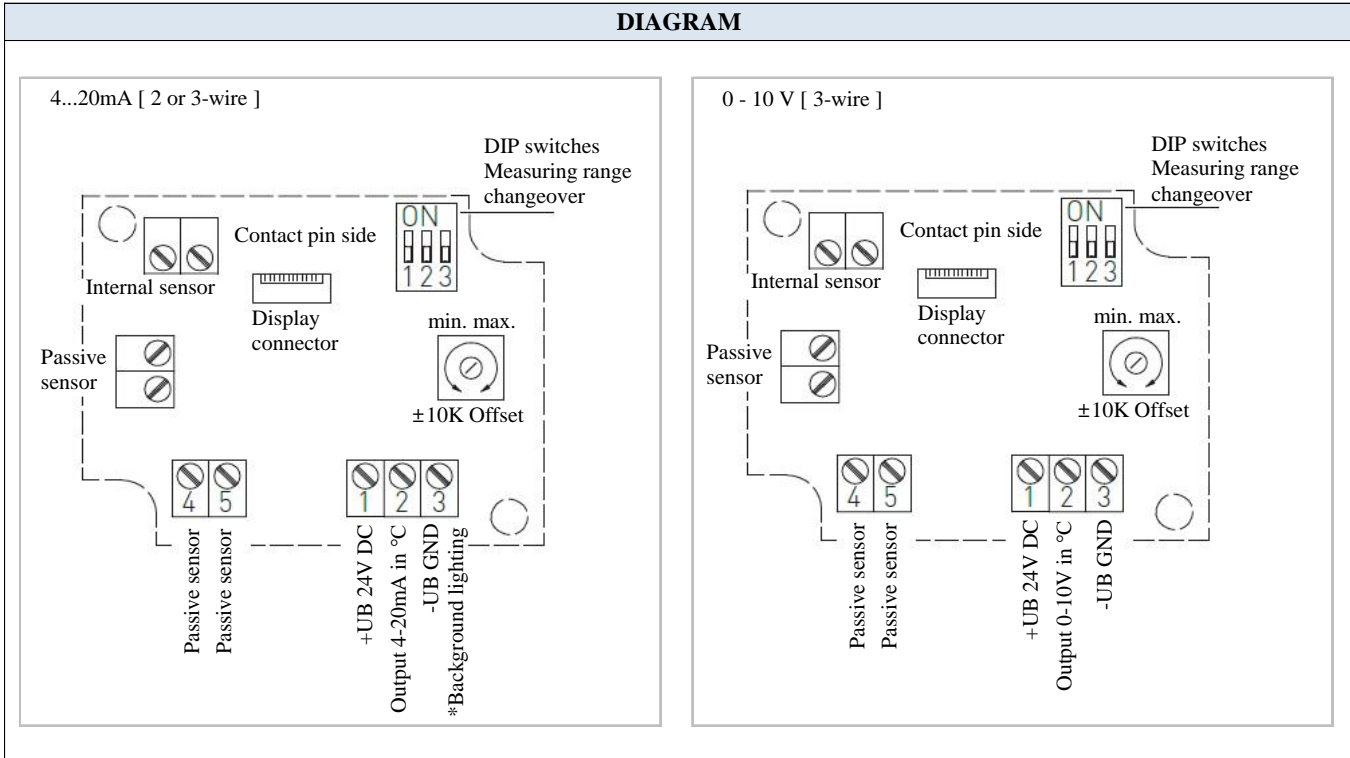 DIAGRAM
4...20mA [ 2 or 3-wire ]
DIP switches
Measuring range
changeover
ON
1 2 3
Contact pin side
Internal sensor
Display
connector
min. max.
±10K Offset
Passive
sensor
4 5
1 2 3
Passive sensor
Passive sensor
+UB 24V DC
Output 4-20mA in °C
-UB GND
*Background lighting
0 - 10 V [ 3-wire ]
DIP switches
Measuring range
changeover
ON
1 2 3
Contact pin side
Internal sensor
Display
connector
min. max.
±10K Offset
Passive
sensor
4 5
1 2 3
Passive sensor
Passive sensor
+UB 24V DC
Output 0-10V in °C
-UB GND